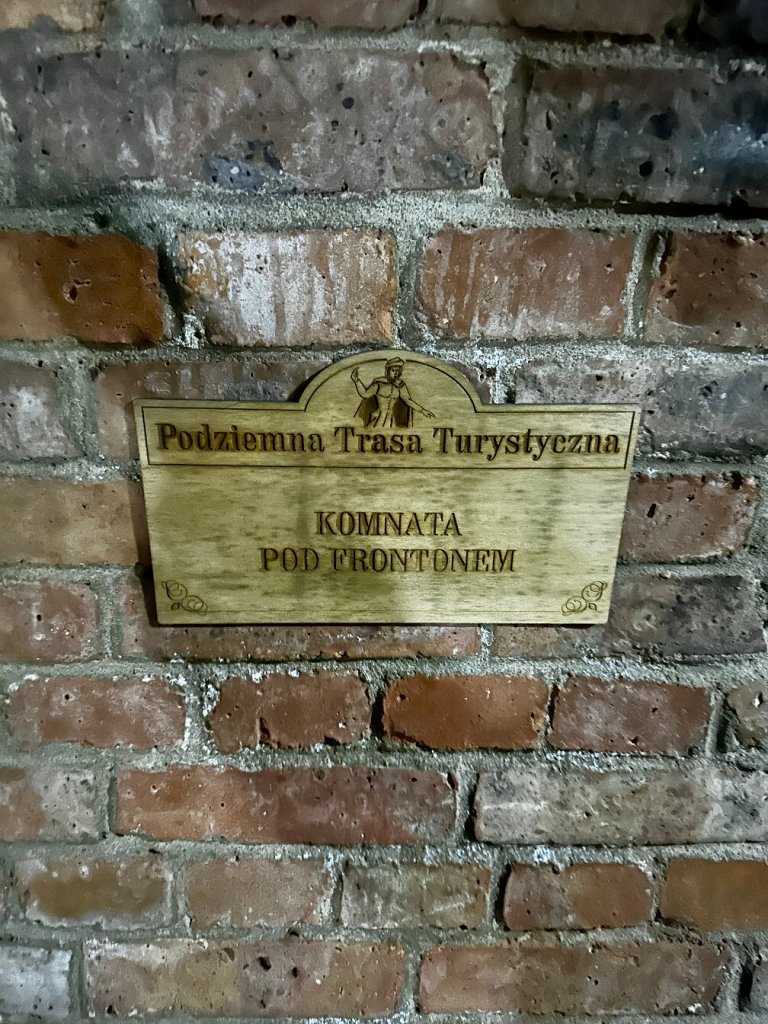 Podziemna Trasa Turystyczna
KOMNATA
POD FRONTONEM